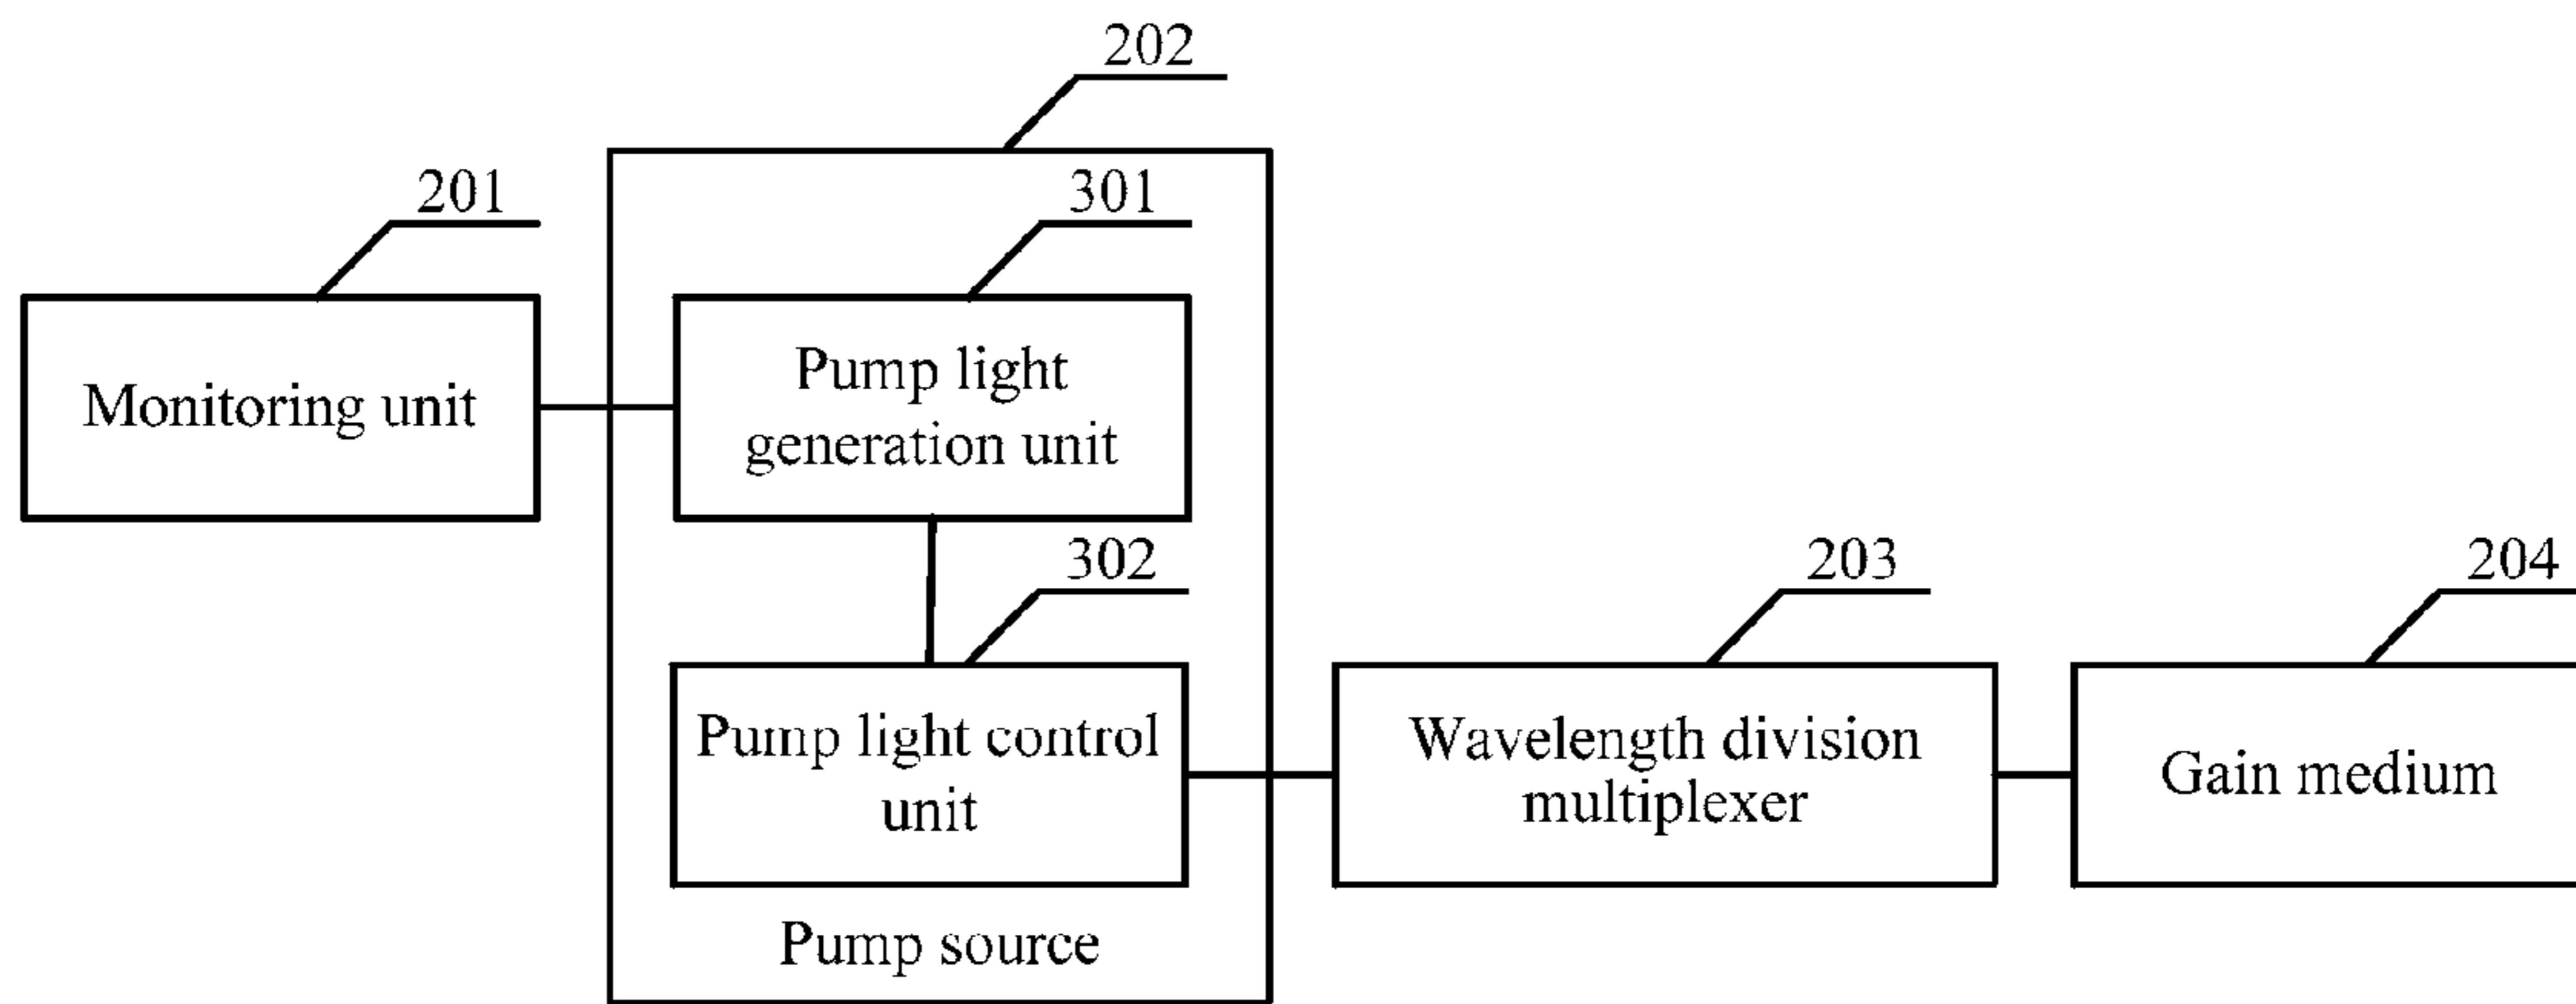 202
201
301
Monitoring unit
Pump light
generation unit
302
203
204
Pump light control
unit
Wavelength division
multiplexer
Gain medium
Pump source